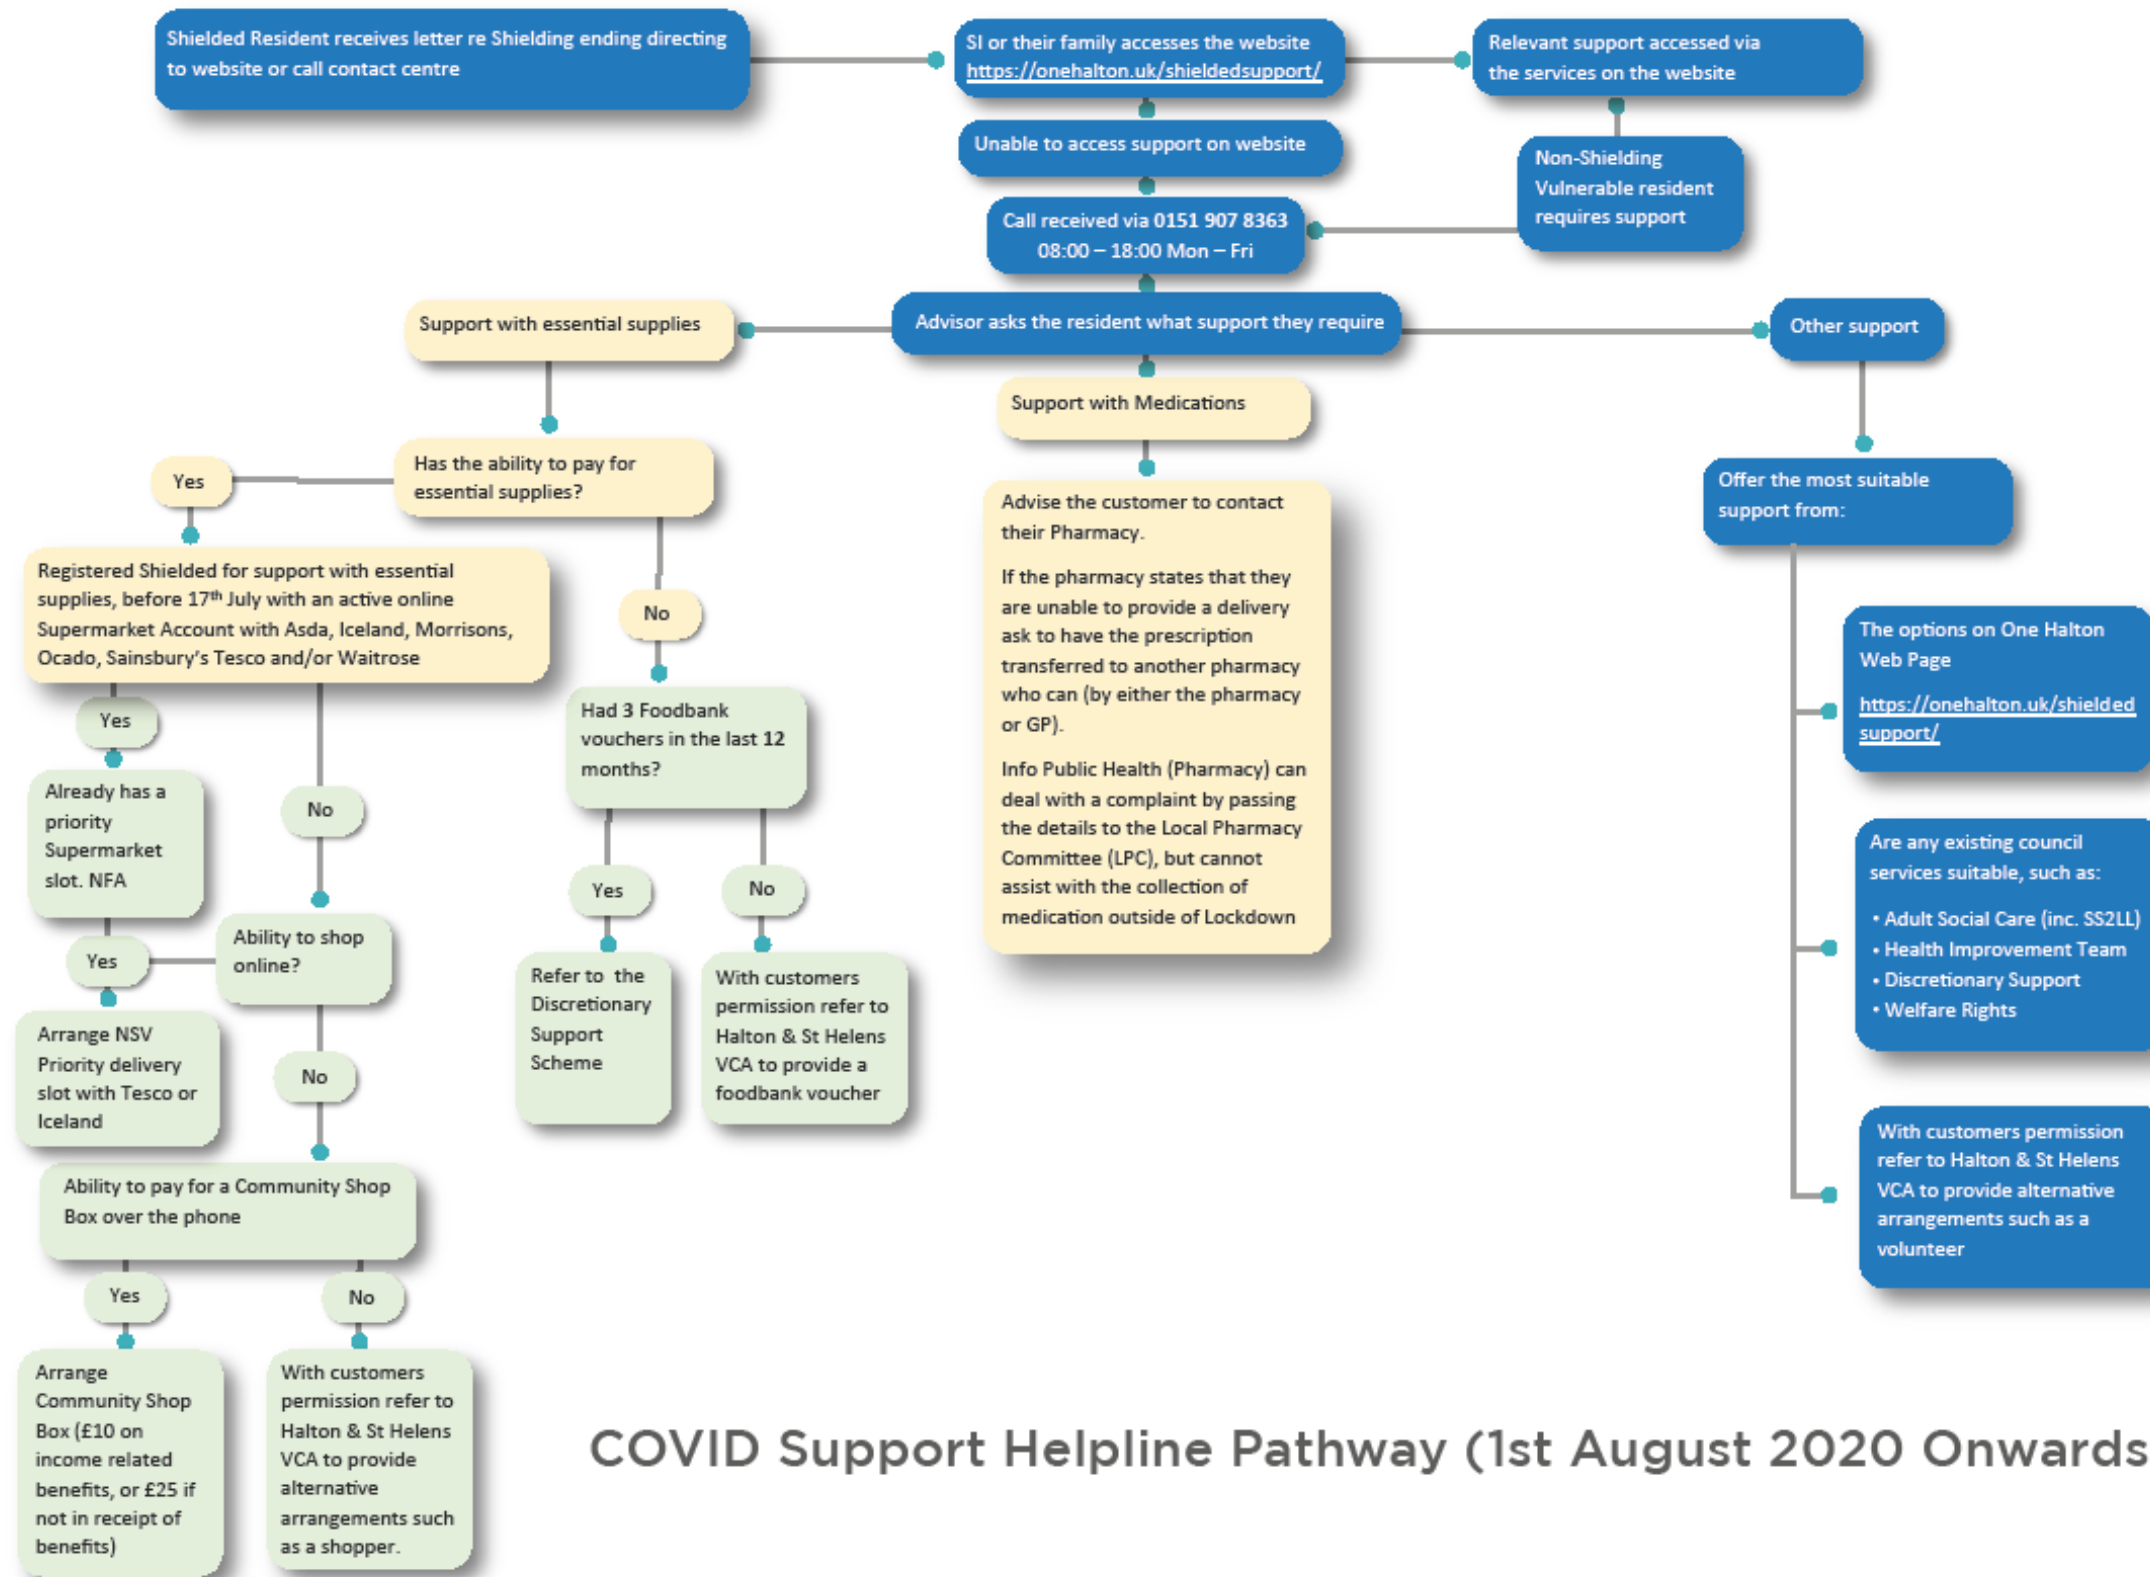 Shielded Resident receives letter re Shielding ending directing
to website or call contact centre
SI or their family accesses the website
https://onehalton.uk/shieldedsupport/
Relevant support accessed via
the services on the website
Unable to access support on website
Non-Shielding
Vulnerable resident
requires support
Call received via 0151 907 8363
08:00 – 18:00 Mon – Fri
Advisor asks the resident what support they require
Support with essential supplies
Other support
Support with Medications
Has the ability to pay for
essential supplies?
Yes
No
Registered Shielded for support with essential
supplies, before 17th July with an active online
Supermarket Account with Asda, Iceland, Morrisons,
Ocado, Sainsbury's Tesco and/or Waitrose
Yes
Already has a
priority
Supermarket
slot. NFA
No
Ability to shop
online?
Yes
Arrange NSV
Priority delivery
slot with Tesco or
Iceland
No
Ability to pay for a Community Shop
Box over the phone
Yes
No
Arrange
Community Shop
Box (£10 on
income related
benefits, or £25 if
not in receipt of
benefits)
With customers
permission refer to
Halton & St Helens
VCA to provide
alternative
arrangements such
as a shopper.
Had 3 Foodbank
vouchers in the last 12
months?
Yes
No
Refer to the
Discretionary
Support
Scheme
With customers
permission refer to
Halton & St Helens
VCA to provide a
foodbank voucher
Advise the customer to contact
their Pharmacy.
If the pharmacy states that they
are unable to provide a delivery
ask to have the prescription
transferred to another pharmacy
who can (by either the pharmacy
or GP).
Info Public Health (Pharmacy) can
deal with a complaint by passing
the details to the Local Pharmacy
Committee (LPC), but cannot
assist with the collection of
medication outside of Lockdown
Offer the most suitable
support from:
The options on One Halton
Web Page
https://onehalton.uk/shielded
support/
Are any existing council
services suitable, such as:
• Adult Social Care (inc. SS2LL)
• Health Improvement Team
• Discretionary Support
• Welfare Rights
With customers permission
refer to Halton & St Helens
VCA to provide alternative
arrangements such as a
volunteer
COVID Support Helpline Pathway (1st August 2020 Onwards